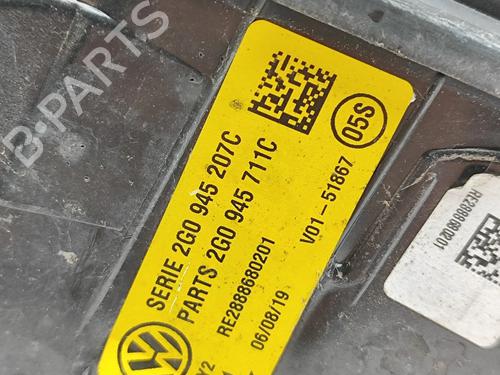 B-PARTS
SERIE 2G0 945 207C
PARTS 2G0 945 711C
RE2888680201
06/08/19
V01-51867
05S
RE2888680201